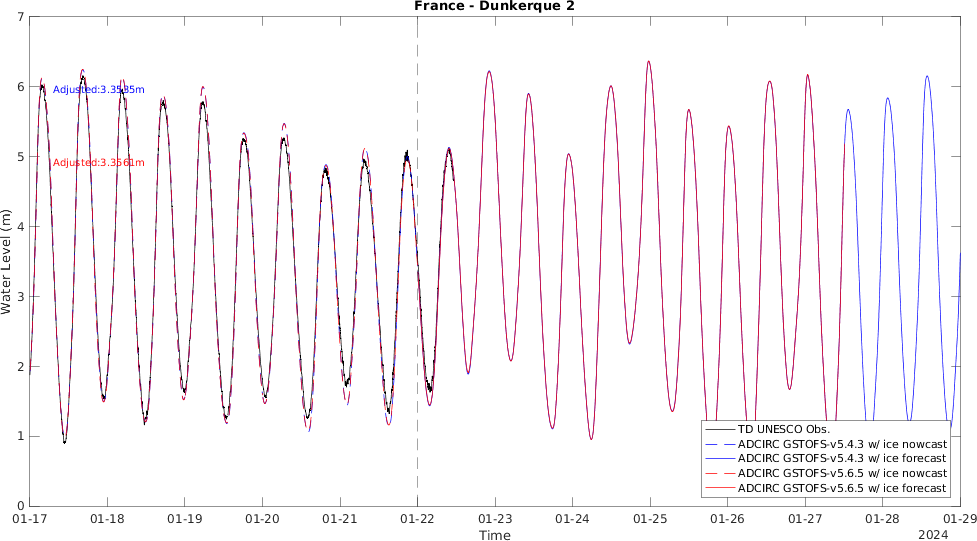 France - Dunkerque 2
7
6
5
4
3
2
1
0
Water Level (m)
Adjusted:3.3535m
Adjusted:3.3561m
TD UNESCO Obs.
ADCIRC GSTOFS-v5.4.3 w/ ice nowcast
ADCIRC GSTOFS-v5.4.3 w/ ice forecast
ADCIRC GSTOFS-v5.6.5 w/ ice nowcast
ADCIRC GSTOFS-v5.6.5 w/ ice forecast
01-17 01-18 01-19 01-20 01-21 01-22 01-23 01-24 01-25 01-26 01-27 01-28 01-29
Time
2024